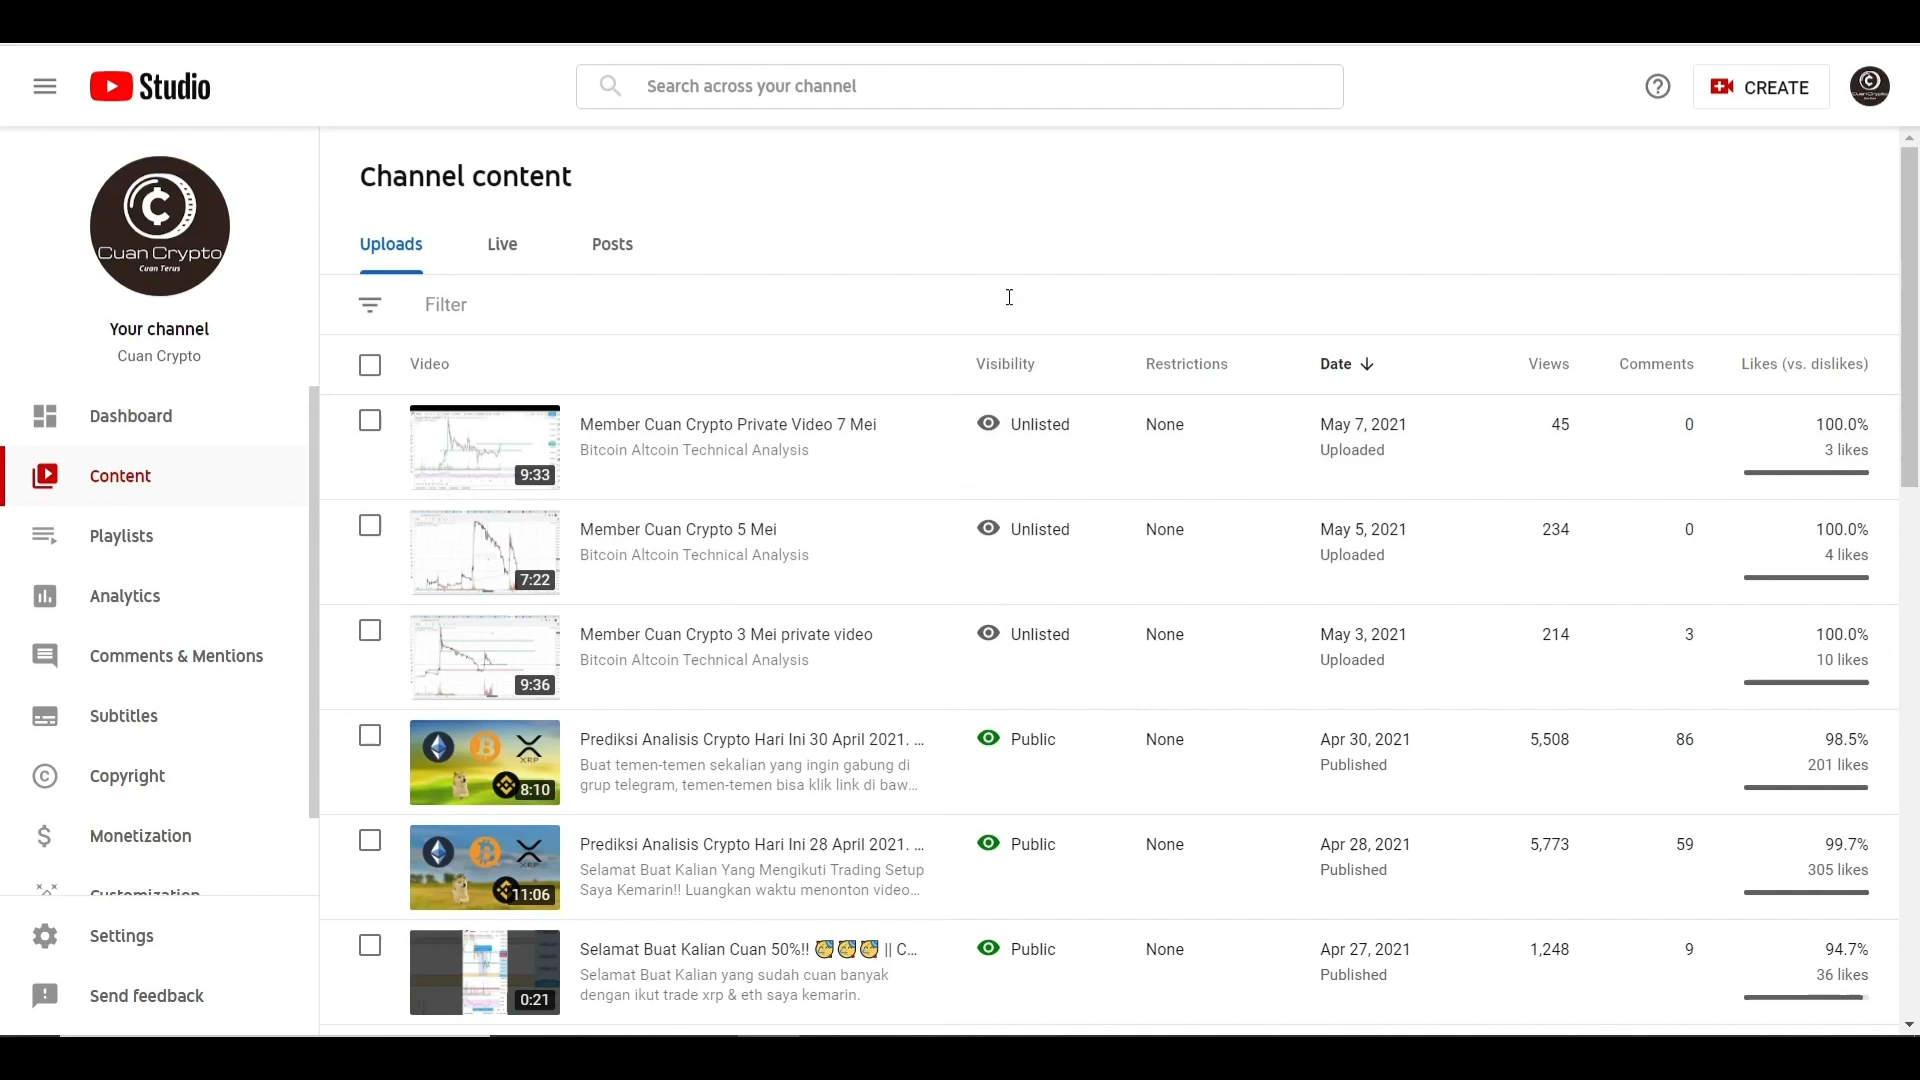 Studio
Search across your channel
CREATE
Cuan Crypto
Cuan Terus
Your channel
Cuan Crypto
Dashboard
Content
Playlists
Analytics
Comments & Mentions
Subtitles
Copyright
Monetization
Customization
Settings
Send feedback
Channel content
Uploads Live Posts
Filter
Video Visibility Restrictions Date Views Comments Likes (vs. dislikes)
Member Cuan Crypto Private Video 7 Mei Unlisted None May 7, 2021 45 0 100.0%
Bitcoin Altcoin Technical Analysis Uploaded 3 likes
9:33
Member Cuan Crypto 5 Mei Unlisted None May 5, 2021 234 0 100.0%
Bitcoin Altcoin Technical Analysis Uploaded 4 likes
7:22
Member Cuan Crypto 3 Mei private video Unlisted None May 3, 2021 214 3 100.0%
Bitcoin Altcoin Technical Analysis Uploaded 10 likes
9:36
Prediksi Analisis Crypto Hari Ini 30 April 2021. ... Public None Apr 30, 2021 5,508 86 98.5%
XRP
Buat temen-temen sekalian yang ingin gabung di Published 201 likes
grup telegram, temen-temen bisa klik link di baw...
8:10
Prediksi Analisis Crypto Hari Ini 28 April 2021. ... Public None Apr 28, 2021 5,773 59 99.7%
XRP
Selamat Buat Kalian Yang Mengikuti Trading Setup Published 305 likes
Saya Kemarin!! Luangkan waktu menonton video...
11:06
Selamat Buat Kalian Cuan 50%!! 🥳🥳🥳 || C... Public None Apr 27, 2021 1,248 9 94.7%
Selamat Buat Kalian yang sudah cuan banyak Published 36 likes
dengan ikut trade xrp & eth saya kemarin.
0:21